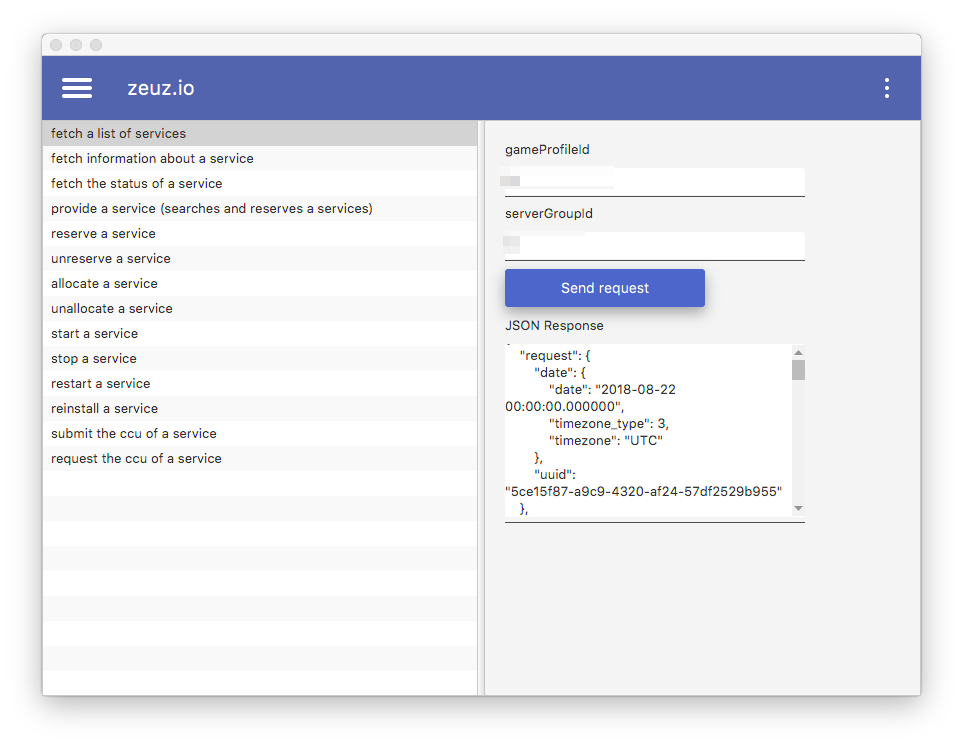 zeuz.io
fetch a list of services
fetch information about a service
fetch the status of a service
provide a service (searches and reserves a services)
reserve a service
unreserve a service
allocate a service
unallocate a service
start a service
stop a service
restart a service
reinstall a service
submit the ccu of a service
request the ccu of a service
gameProfileId
serverGroupId
Send request
JSON Response
"request": {
"date": {
"date": "2018-08-22
00:00:00.000000",
"timezone_type": 3,
"timezone": "UTC"
},
"uuid":
"5ce15f87-a9c9-4320-af24-57df2529b955"
},